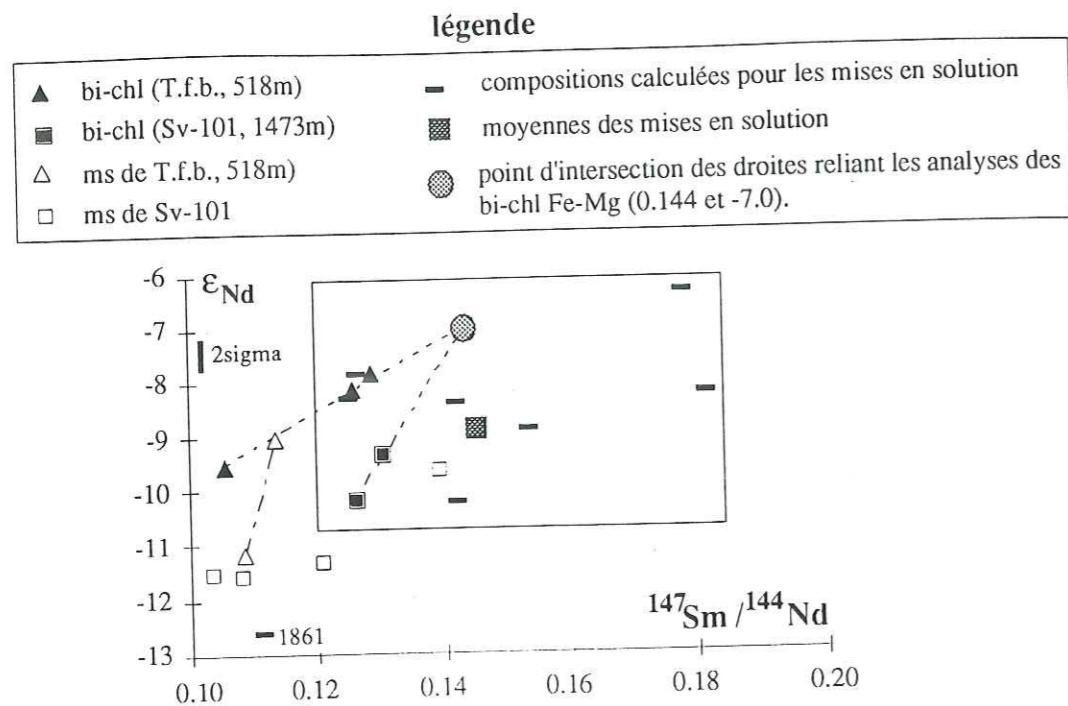 légende
bi-chl (T.f.b., 518m)
bi-chl (Sv-101, 1473m)
ms de T.f.b., 518m)
ms de Sv-101
compositions calculées pour les mises en solution
moyennes des mises en solution
point d'intersection des droites reliant les analyses des
bi-chl Fe-Mg (0.144 et -7.0).
-6
εNd
-7
2sigma
-8
-9
-10
-11
-12
-13
1861
147Sm /144Nd
0.10
0.12
0.14
0.16
0.18
0.20